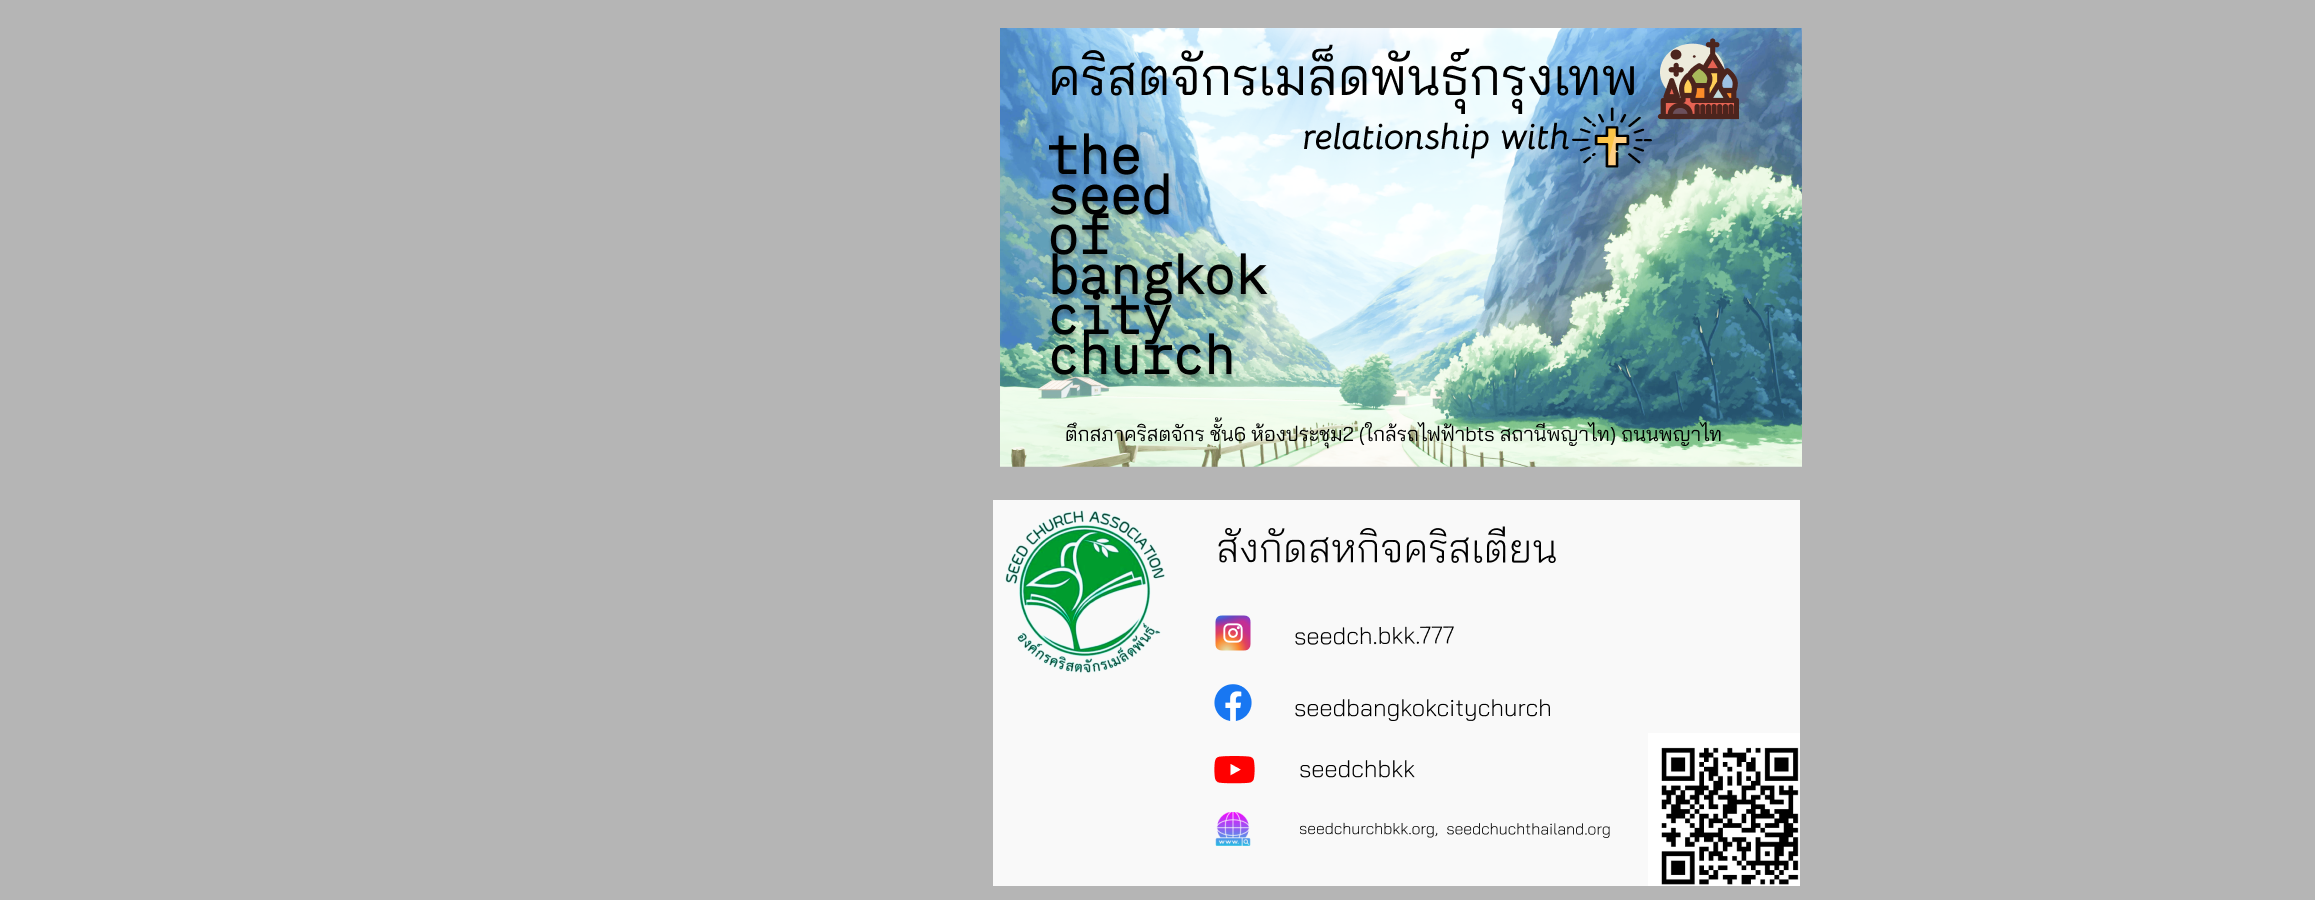 คริสตจักรเมล็ดพันธุ์กรุงเทพ
relationship with
the
seed
of
bangkok
city
church
ตึกสภาคริสตจักร ชั้น6 ห้องประชุม2 (ใกล้รถไฟฟ้าbts สถานีพญาไท) ถนนพญาไท
SEED CHURCH ASSOCIATION
องค์กรคริสตจักรเมล็ดพันธุ์
สังกัดสหกิจคริสเตียน
seedch.bkk.777
seedbangkokcitychurch
seedchbkk
www.
seedchurchbkk.org, seedchuchthailand.org